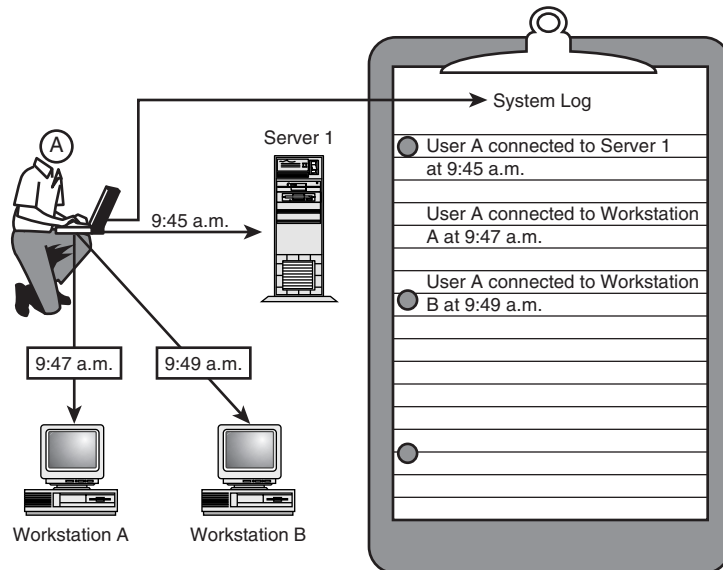 System Log
A
Server 1
User A connected to Server 1
at 9:45 a.m.
9:45 a.m.
User A connected to Workstation
A at 9:47 a.m.
User A connected to Workstation
B at 9:49 a.m.
9:47 a.m.
9:49 a.m.
Workstation A
Workstation B